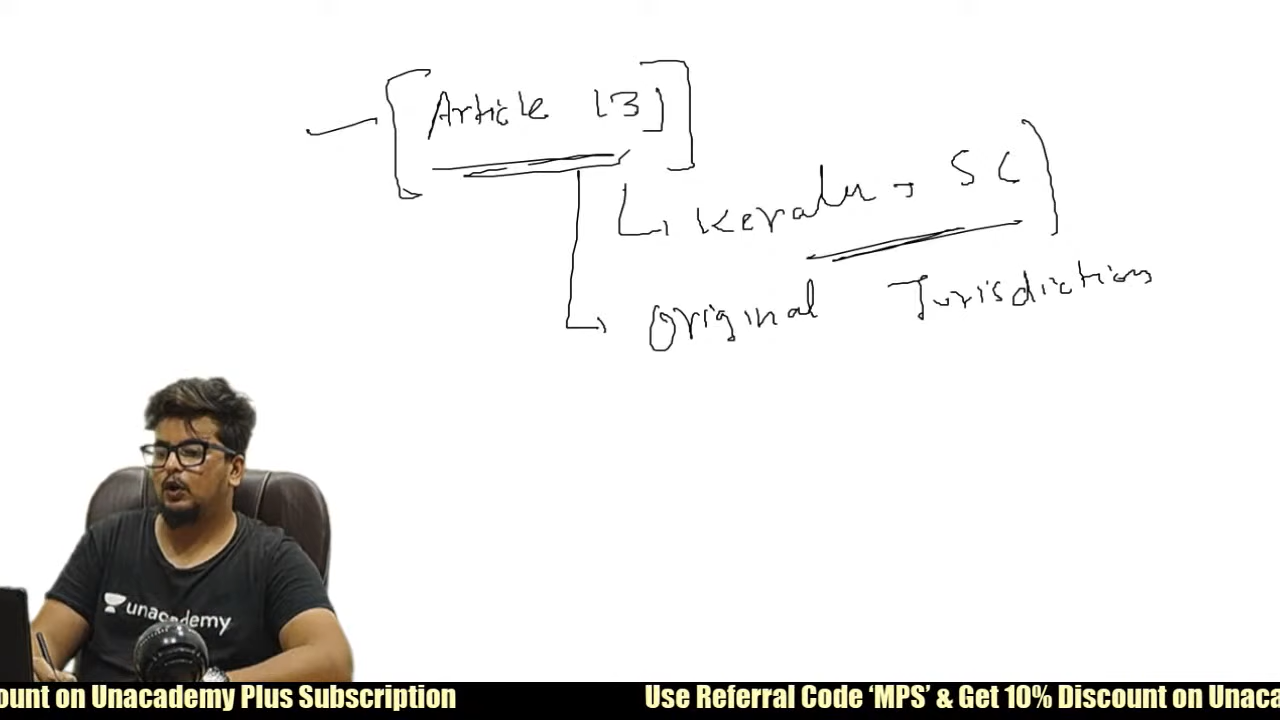 Article 131
Kerala → SC
Original Jurisdiction
unacademy
ount on Unacademy Plus Subscription Use Referral Code ‘MPS’ & Get 10% Discount on Unaca